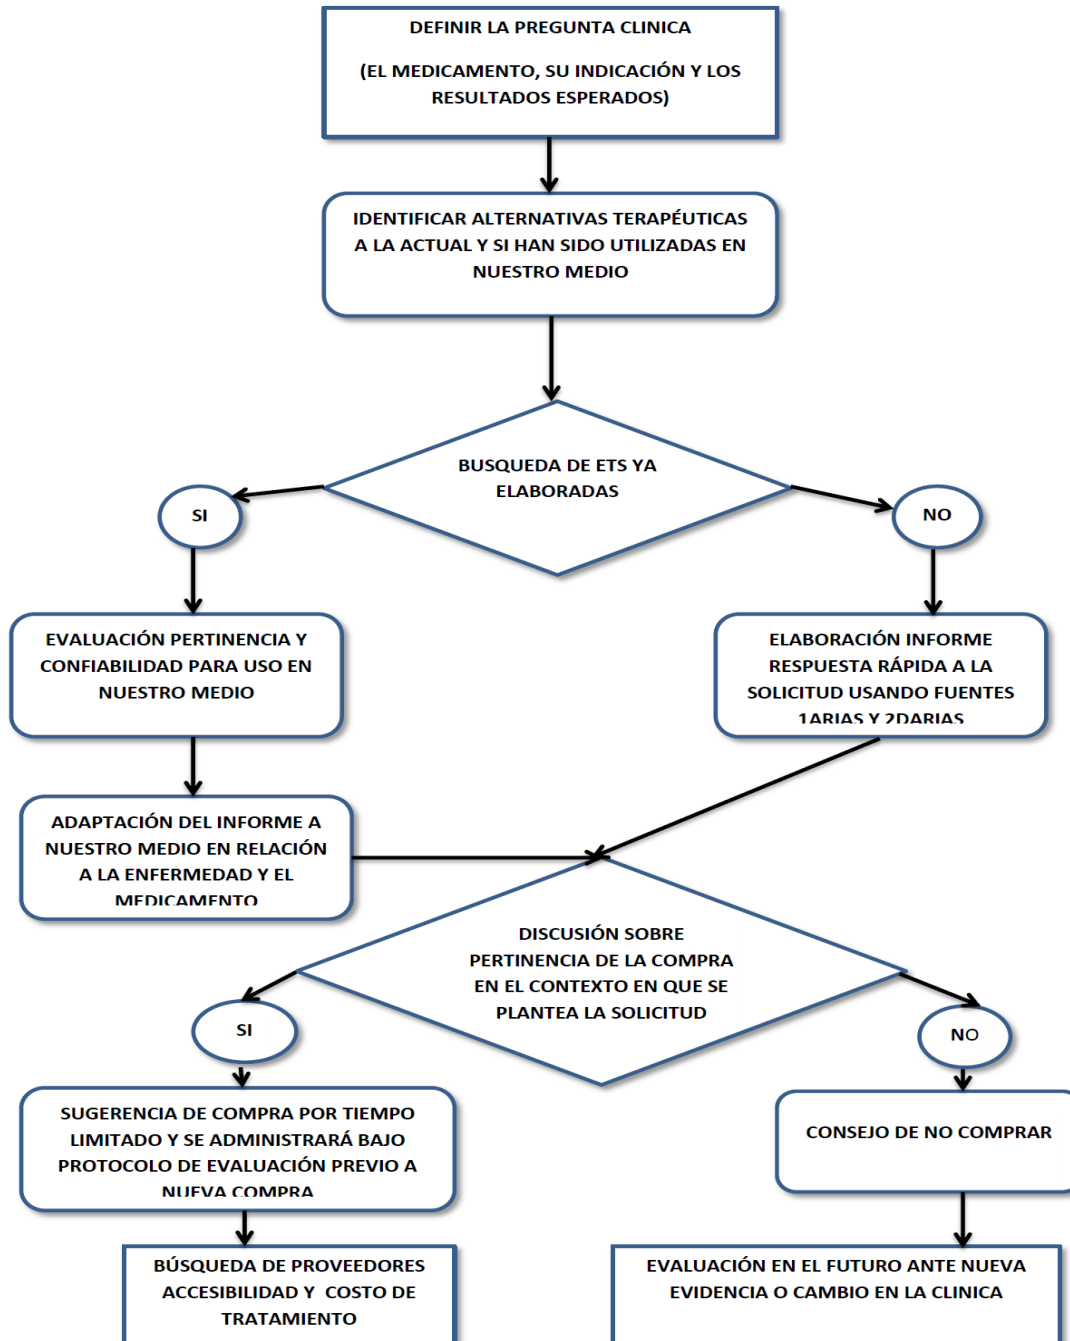 DEFINIR LA PREGUNTA CLINICA
(EL MEDICAMENTO, SU INDICACIÓN Y LOS
RESULTADOS ESPERADOS)
IDENTIFICAR ALTERNATIVAS TERAPÉUTICAS
A LA ACTUAL Y SI HAN SIDO UTILIZADAS EN
NUESTRO MEDIO
BUSQUEDA DE ETS YA
ELABORADAS
SI
NO
EVALUACIÓN PERTINENCIA Y
CONFIABILIDAD PARA USO EN
NUESTRO MEDIO
ELABORACIÓN INFORME
RESPUESTA RÁPIDA A LA
SOLICITUD USANDO FUENTES
1ARIAS Y 2DARIAS
ADAPTACIÓN DEL INFORME A
NUESTRO MEDIO EN RELACIÓN
A LA ENFERMEDAD Y EL
MEDICAMENTO
DISCUSIÓN SOBRE
PERTINENCIA DE LA COMPRA
EN EL CONTEXTO EN QUE SE
PLANTEA LA SOLICITUD
SI
NO
SUGERENCIA DE COMPRA POR TIEMPO
LIMITADO Y SE ADMINISTRARÁ BAJO
PROTOCOLO DE EVALUACIÓN PREVIO A
NUEVA COMPRA
CONSEJO DE NO COMPRAR
BÚSQUEDA DE PROVEEDORES
ACCESIBILIDAD Y COSTO DE
TRATAMIENTO
EVALUACIÓN EN EL FUTURO ANTE NUEVA
EVIDENCIA O CAMBIO EN LA CLINICA